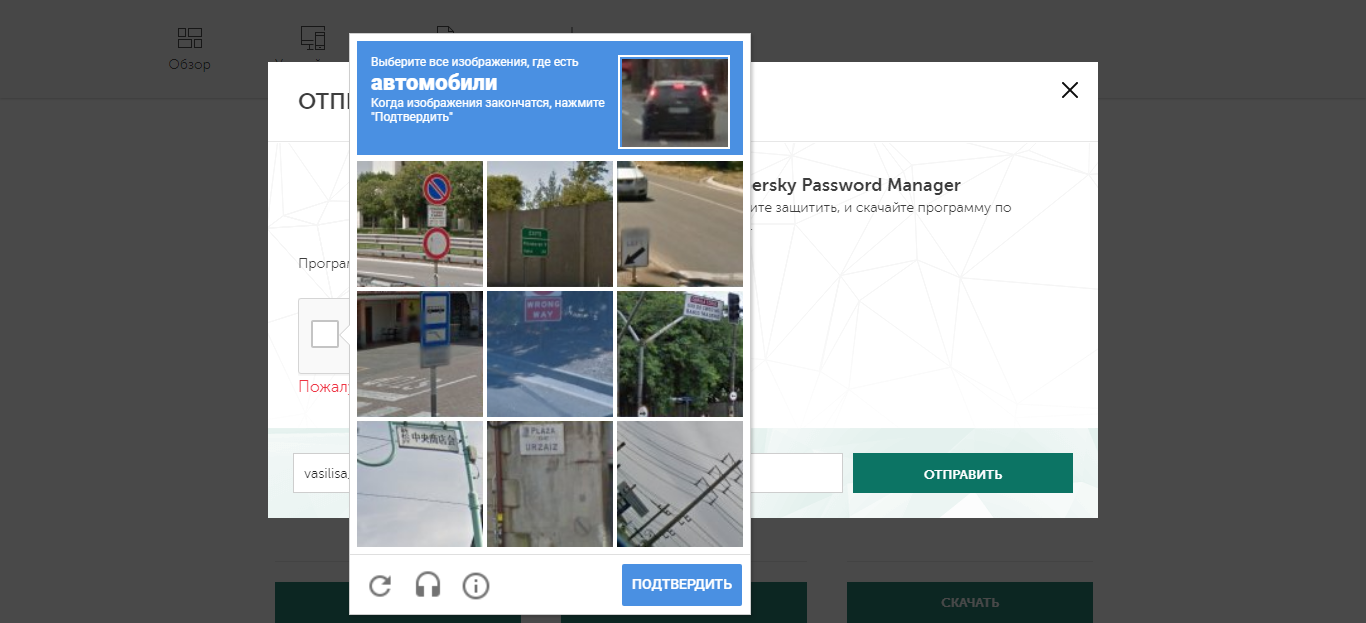 Обзор
ОТП
Выберите все изображения, где есть
автомобили
Когда изображения закончатся, нажмите
"Подтвердить"
ersky Password Manager
ите защитить, и скачайте программу по
Програм
Пожалу
WRONG
WAY
中央商店会
PLAZA
URZAIZ
vasilisa
ОТПРАВИТЬ
ПОДТВЕРДИТЬ
СКАЧАТЬ